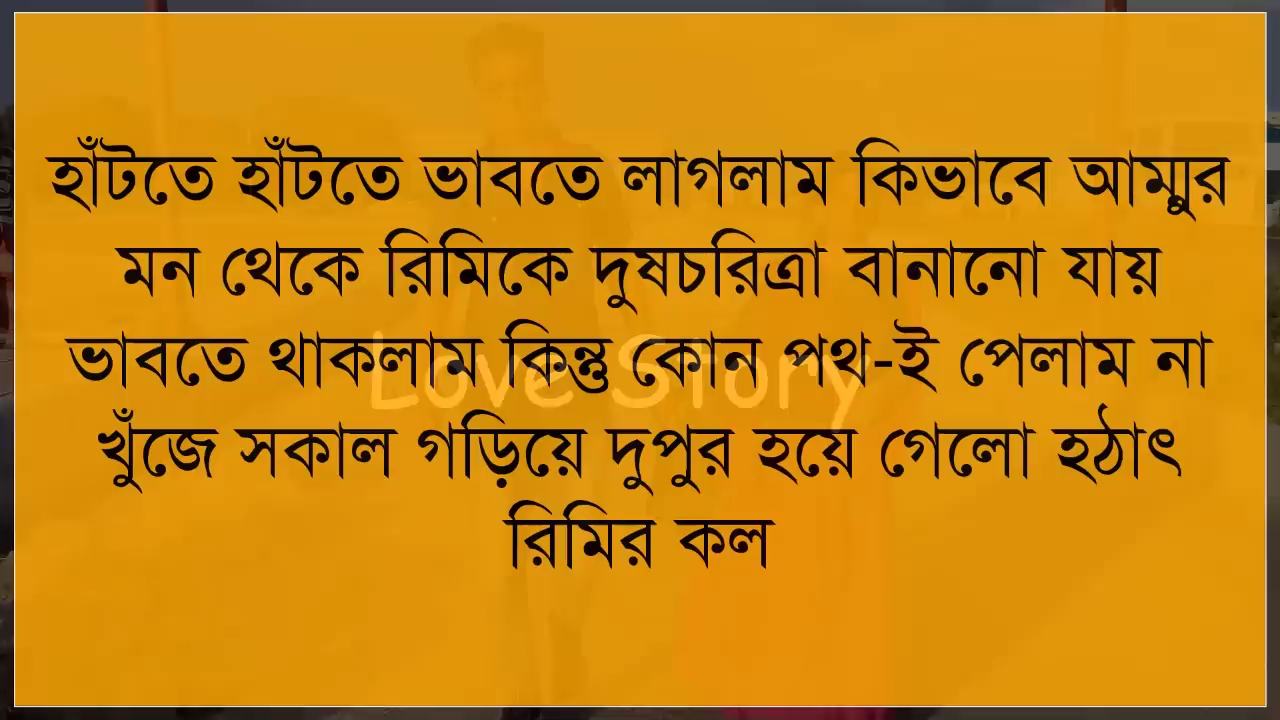 হাঁটতে হাঁটতে ভাবতে লাগলাম কিভাবে আম্মুর
মন থেকে রিমিকে দুষচরিত্রা বানানো যায়
ভাবতে থাকলাম কিন্তু কোন পথ-ই পেলাম না
Love Story
খুঁজে সকাল গড়িয়ে দুপুর হয়ে গেলো হঠাৎ
রিমির কল